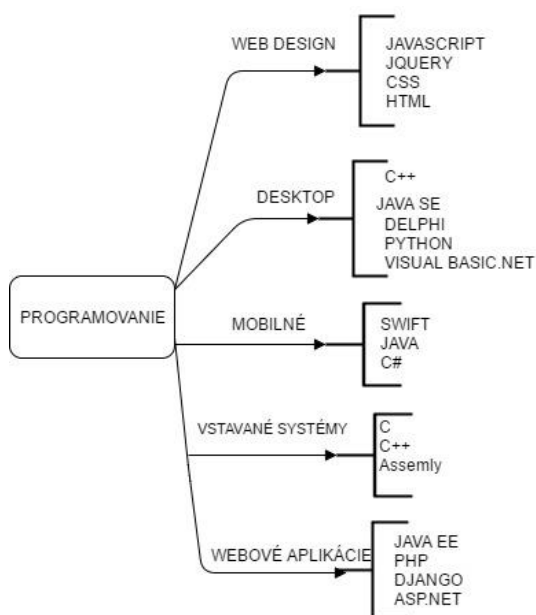 WEB DESIGN
JAVASCRIPT
JQUERY
CSS
HTML
DESKTOP
C++
JAVA SE
DELPHI
PYTHON
VISUAL BASIC.NET
PROGRAMOVANIE
MOBILNÉ
SWIFT
JAVA
C#
VSTAVANÉ SYSTÉMY
C
C++
Assemly
WEBOVÉ APLIKÁCIE
JAVA EE
PHP
DJANGO
ASP.NET